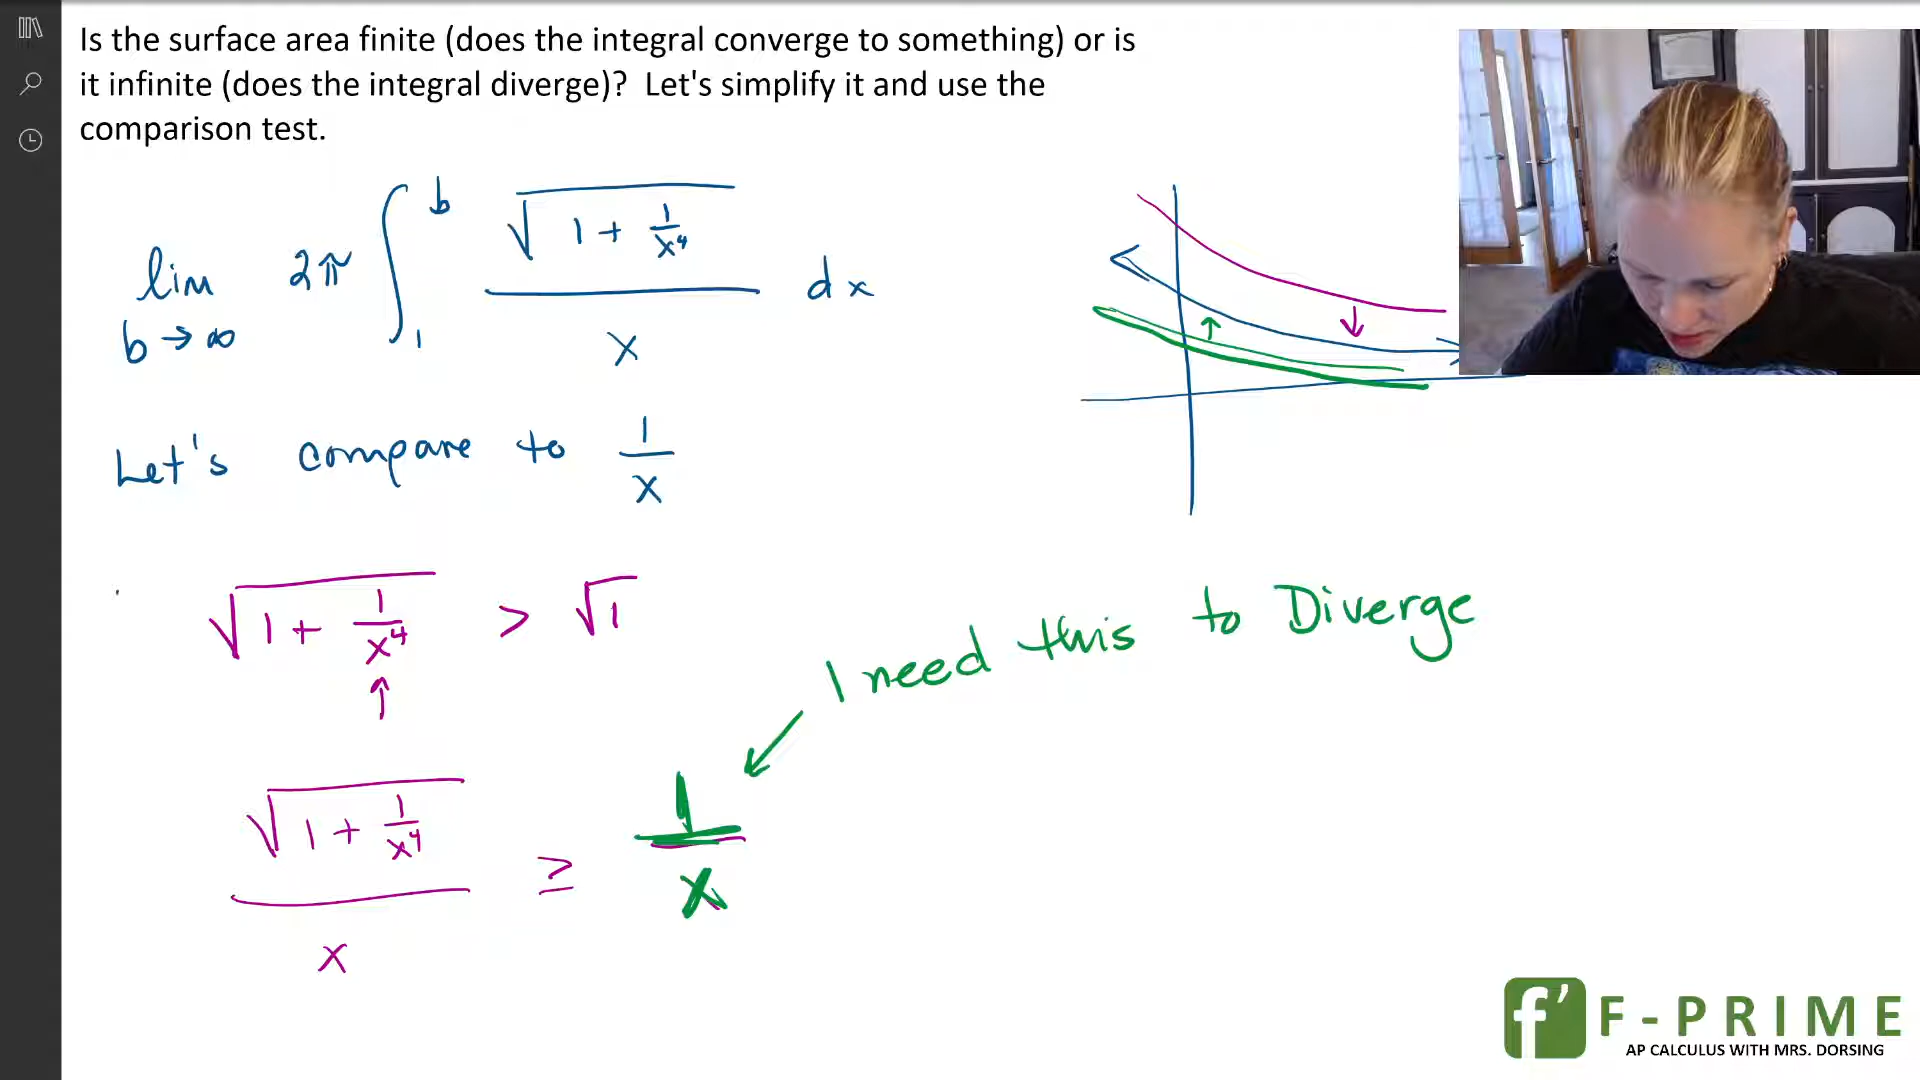 Is the surface area finite (does the integral converge to something) or is
it infinite (does the integral diverge)? Let's simplify it and use the
comparison test.
lim b→∞ 2π ∫₁ᵇ √(1 + 1/x⁴) / x dx
Let's compare to 1/x
√(1 + 1/x⁴) > √1
I need this to Diverge
√(1 + 1/x⁴) / x ≥ 1/x
f' F-PRIME
AP CALCULUS WITH MRS. DORSING